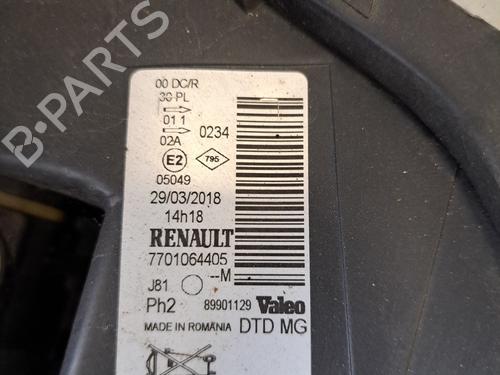 B-PARTS
00 DC/R
30 PL
01 1
02A
0234
E2
795
05049
29/03/2018
14h18
RENAULT
7701064405
--M
J81
Ph2
89901129 Valeo
MADE IN ROMANIA DTD MG